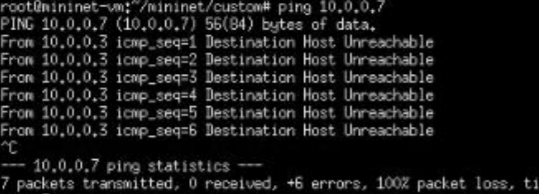 root@mininet-vm:~/mininet/custom# ping 10.0.0.7
PING 10.0.0.7 (10.0.0.7) 56(84) bytes of data.
From 10.0.0.3 icmp_seq=1 Destination Host Unreachable
From 10.0.0.3 icmp_seq=2 Destination Host Unreachable
From 10.0.0.3 icmp_seq=3 Destination Host Unreachable
From 10.0.0.3 icmp_seq=4 Destination Host Unreachable
From 10.0.0.3 icmp_seq=5 Destination Host Unreachable
From 10.0.0.3 icmp_seq=6 Destination Host Unreachable
^C
--- 10.0.0.7 ping statistics ---
7 packets transmitted, 0 received, +6 errors, 100% packet loss, ti